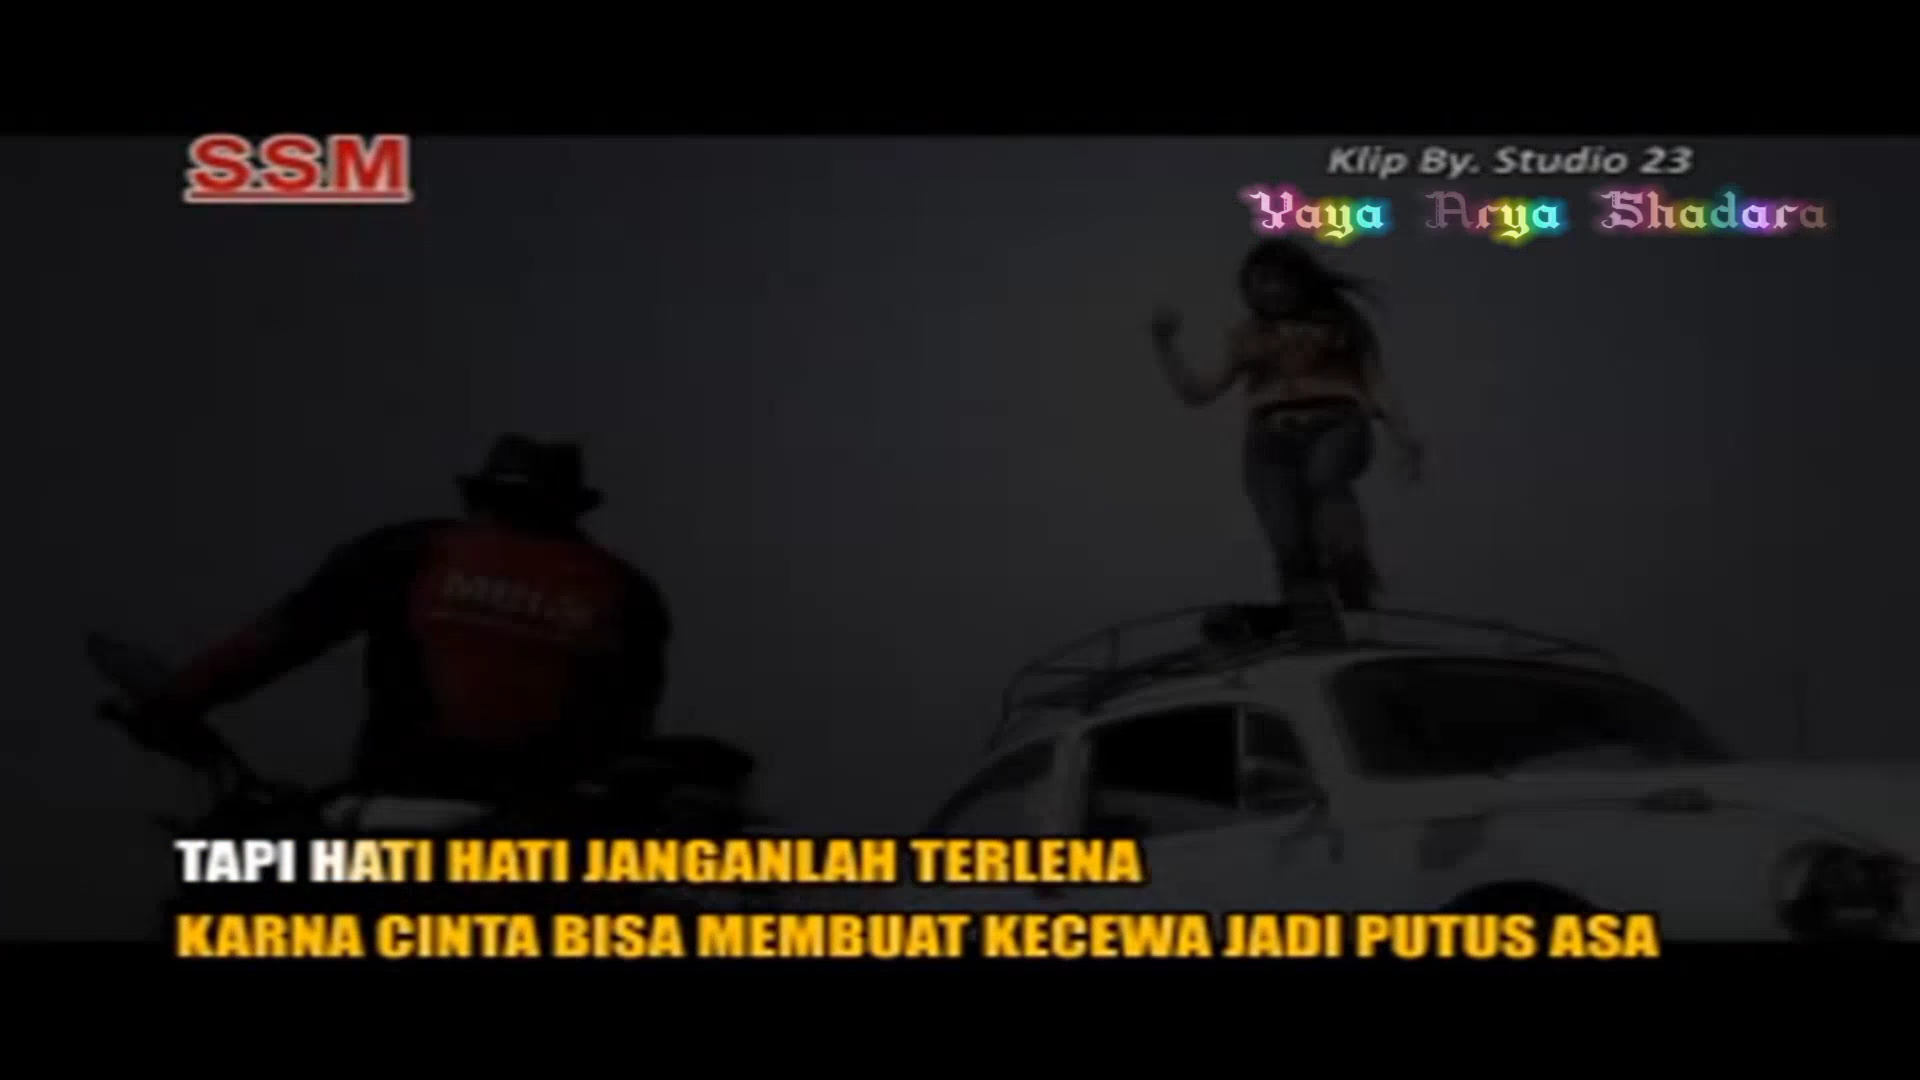 SSM
Klip By. Studio 23
Yaya Arya Shadara
TAPI HATI HATI JANGANLAH TERLENA
KARNA CINTA BISA MEMBUAT KECEWA JADI PUTUS ASA